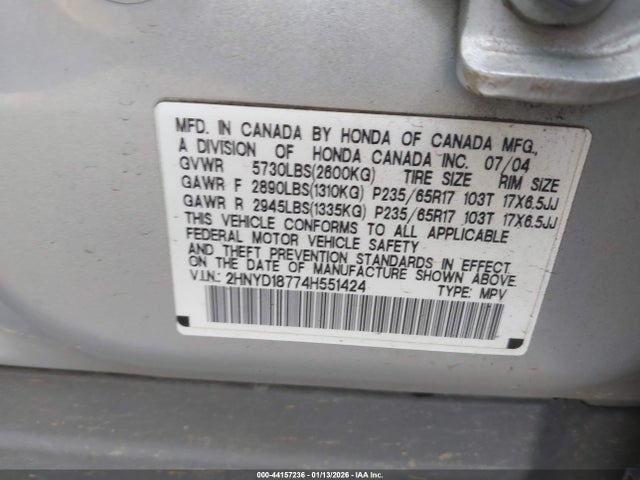 MFD. IN CANADA BY HONDA OF CANADA MFG.,
A DIVISION OF HONDA CANADA INC. 07/04
GVWR 5730LBS(2600KG) TIRE SIZE RIM SIZE
GAWR F 2890LBS(1310KG) P235/65R17 103T 17X6.5JJ
GAWR R 2945LBS(1335KG) P235/65R17 103T 17X6.5JJ
THIS VEHICLE CONFORMS TO ALL APPLICABLE
FEDERAL MOTOR VEHICLE SAFETY
AND THEFT PREVENTION STANDARDS IN EFFECT
ON THE DATE OF MANUFACTURE SHOWN ABOVE.
V.I.N.: 2HNYD18774H551424 TYPE: MPV
000-44157236 - 01/13/2026 - IAA Inc.